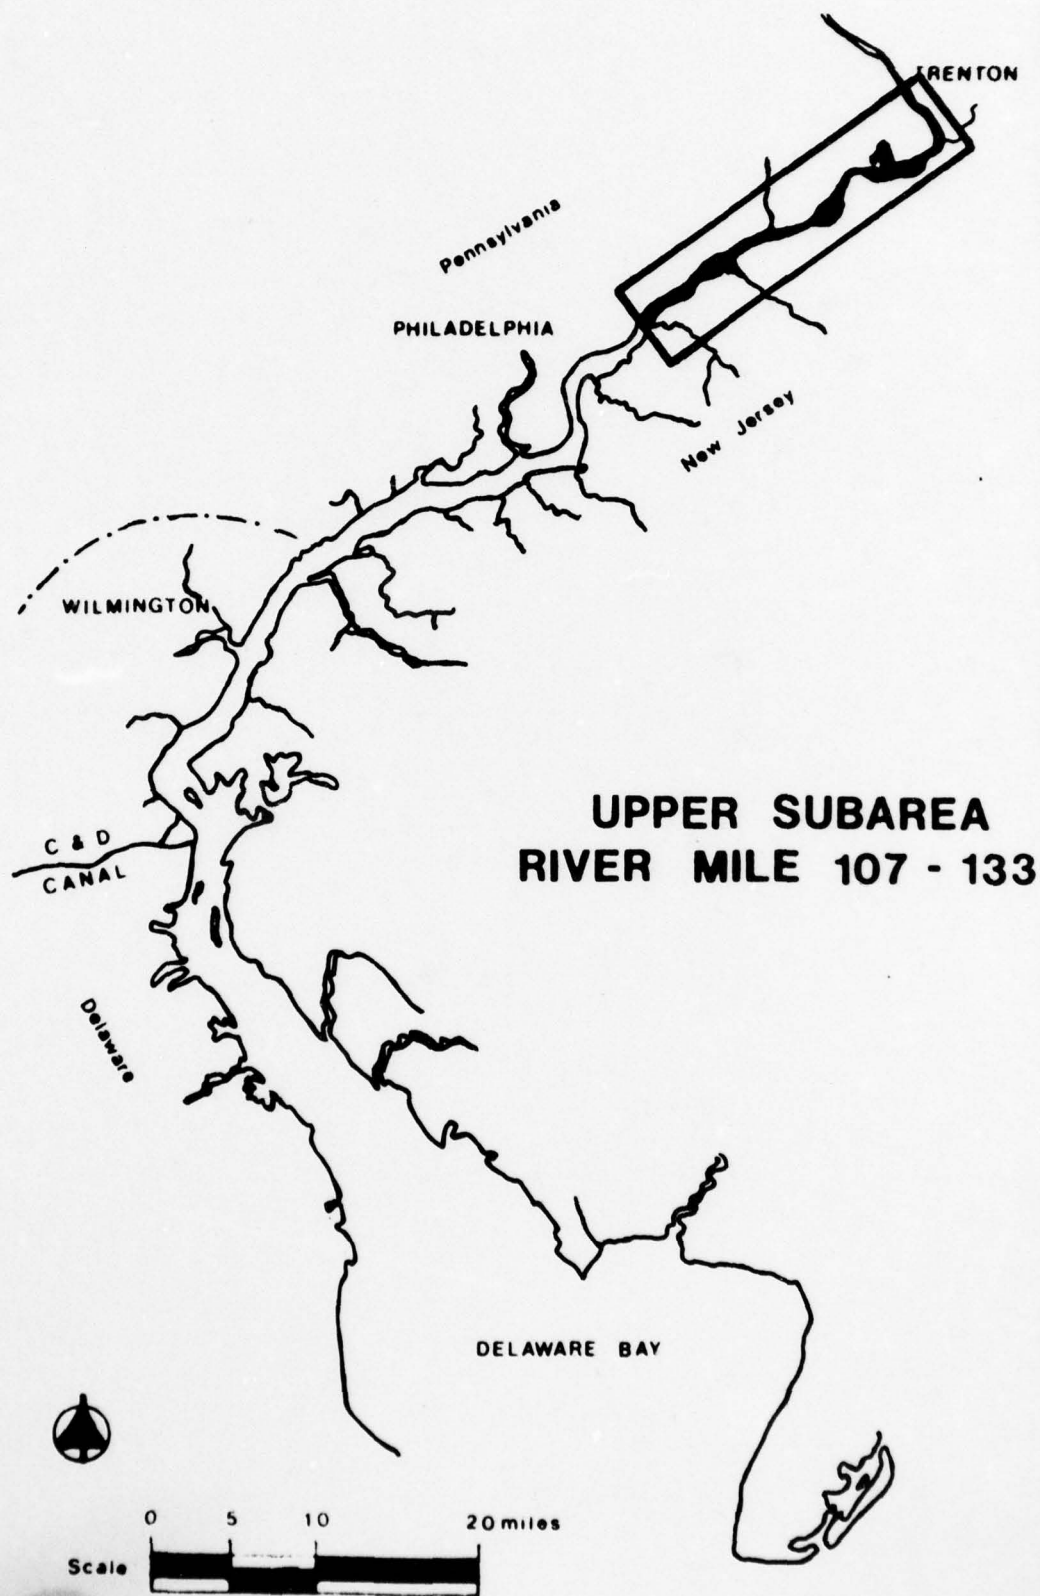 TRENTON
Pennsylvania
PHILADELPHIA
New Jersey
WILMINGTON
UPPER SUBAREA
RIVER MILE 107 - 133
C & D
CANAL
Delaware
DELAWARE BAY
0 5 10 20 miles
Scale